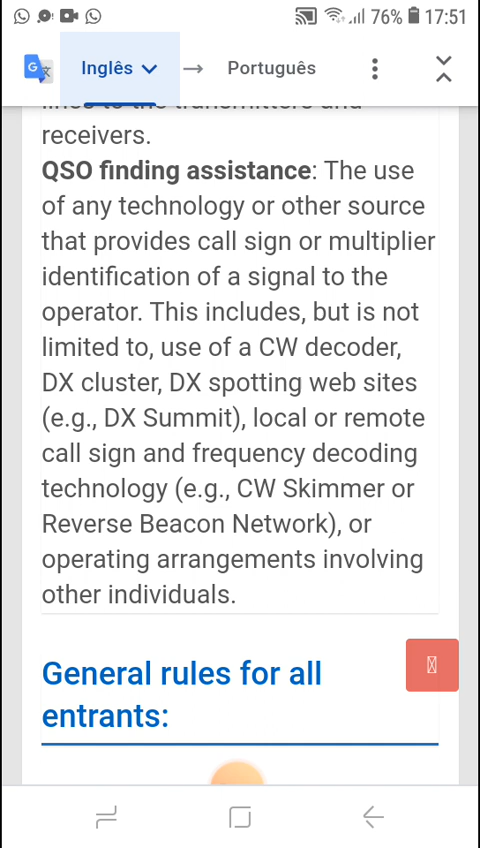 76% 17:51
Inglês → Português
receivers.
QSO finding assistance: The use
of any technology or other source
that provides call sign or multiplier
identification of a signal to the
operator. This includes, but is not
limited to, use of a CW decoder,
DX cluster, DX spotting web sites
(e.g., DX Summit), local or remote
call sign and frequency decoding
technology (e.g., CW Skimmer or
Reverse Beacon Network), or
operating arrangements involving
other individuals.
General rules for all
entrants: